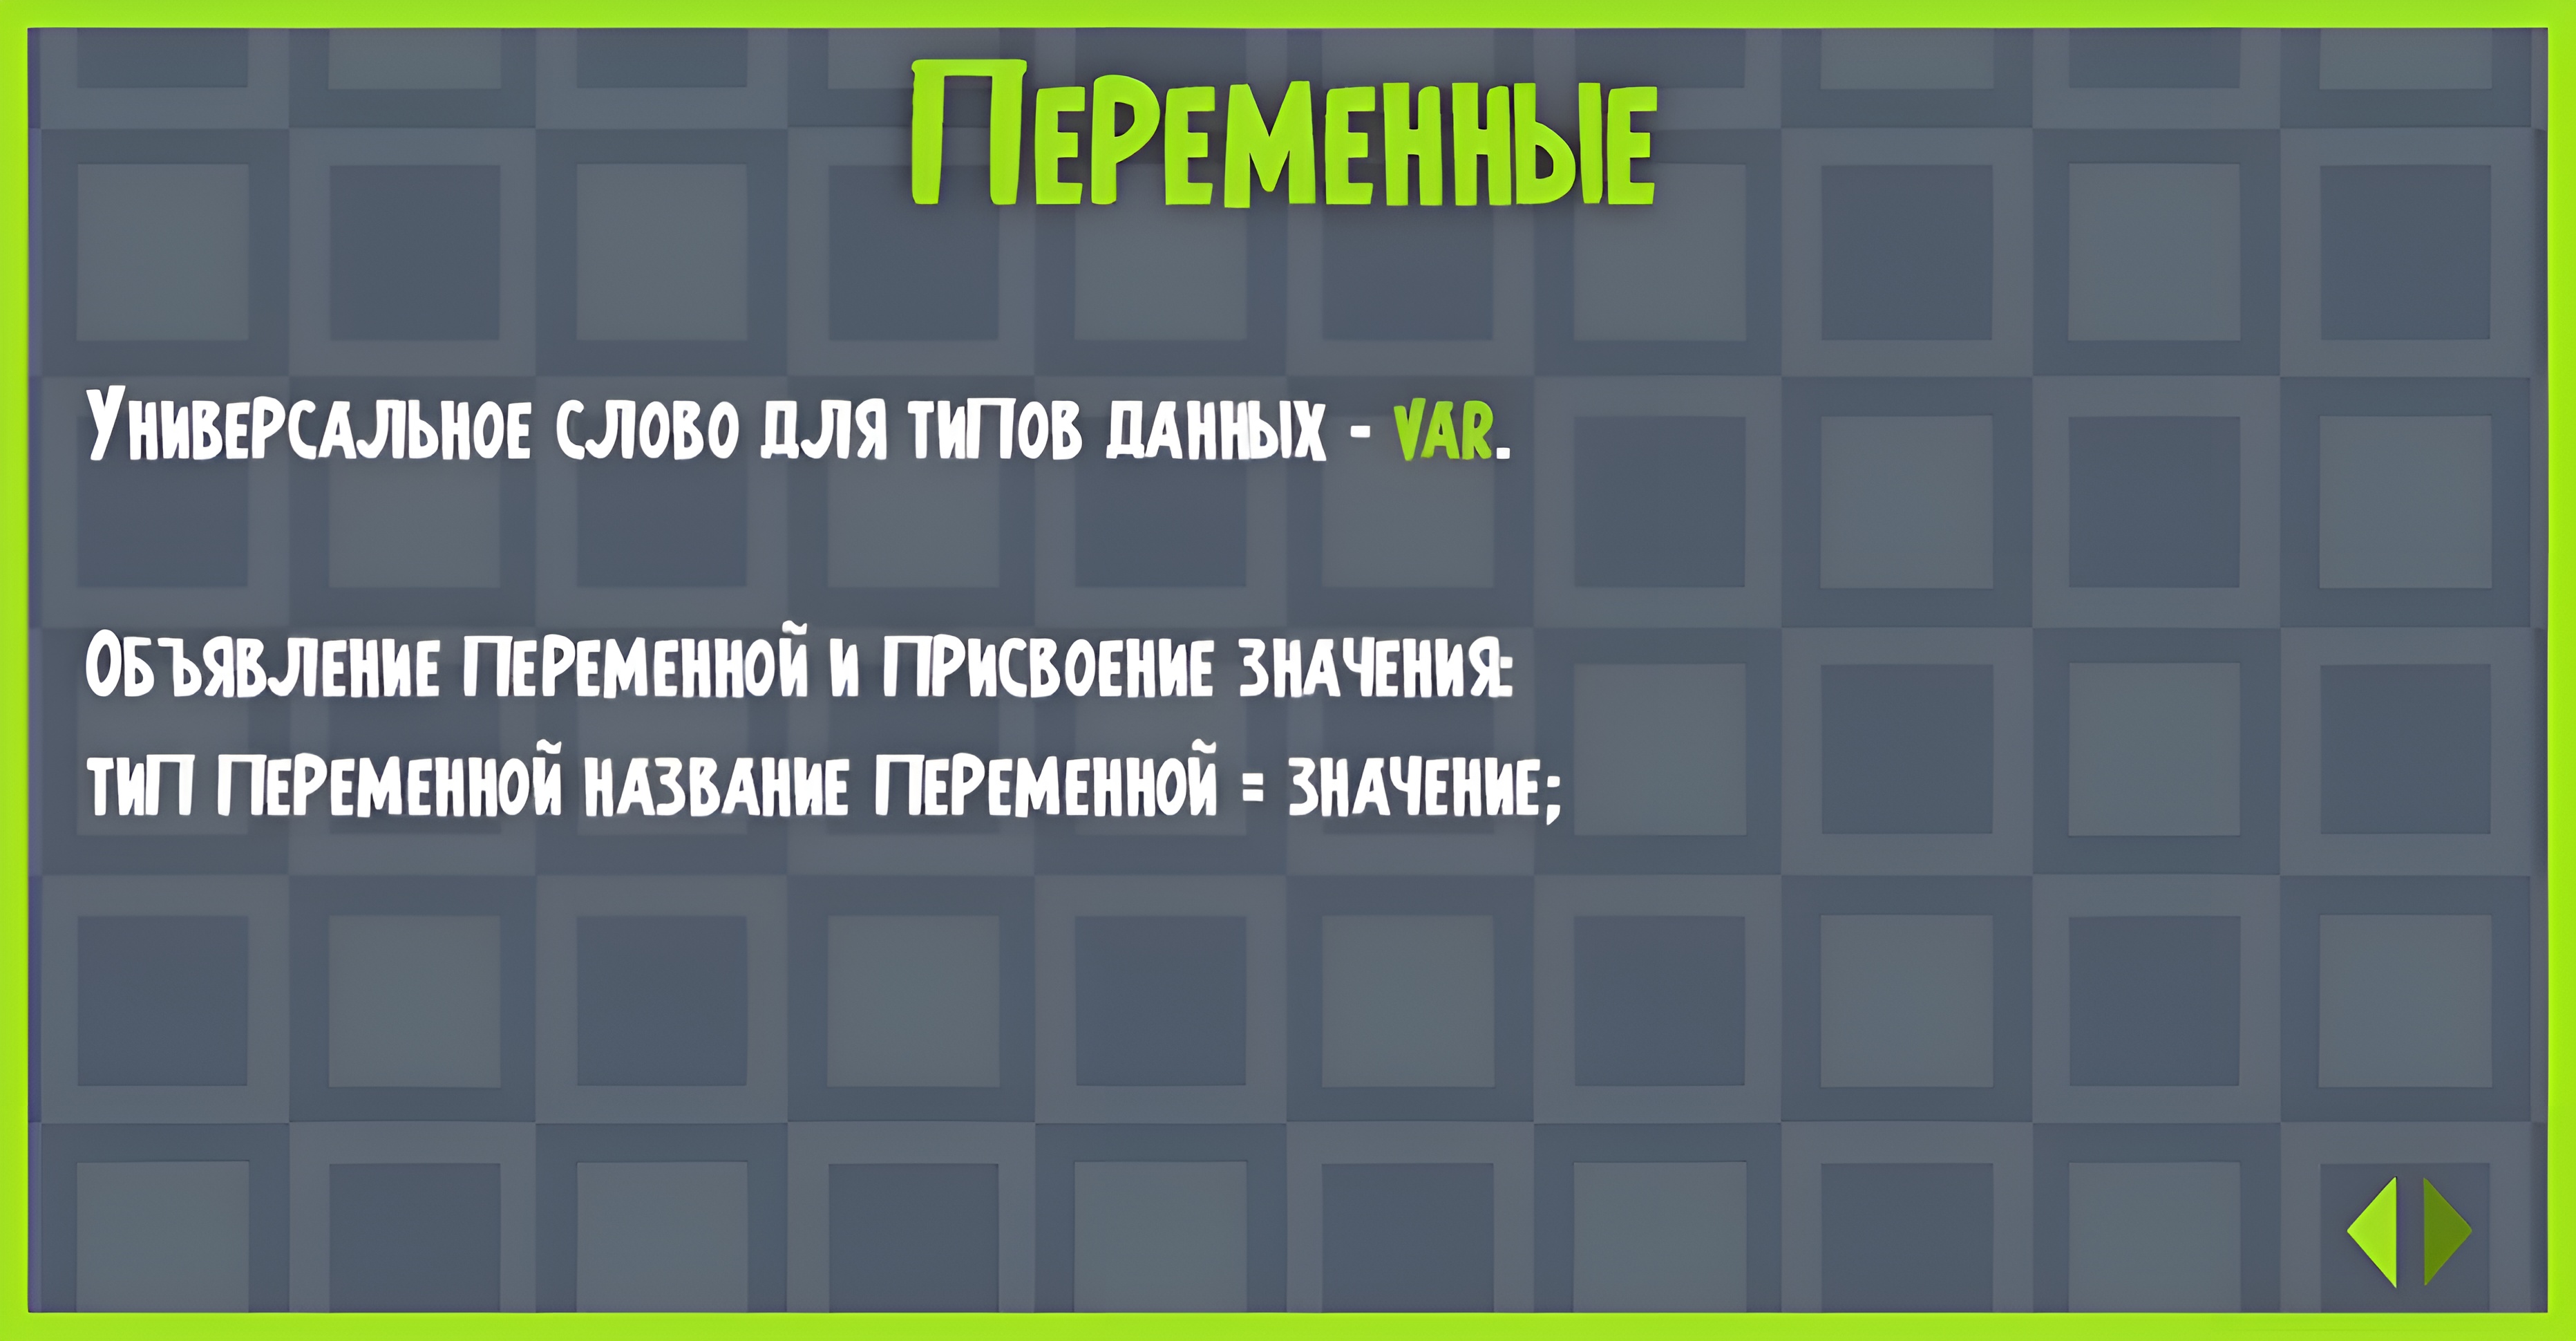 Переменные
Универсальное слово для типов данных - var.
Объявление переменной и присвоение значения:
тип переменной название переменной = значение;